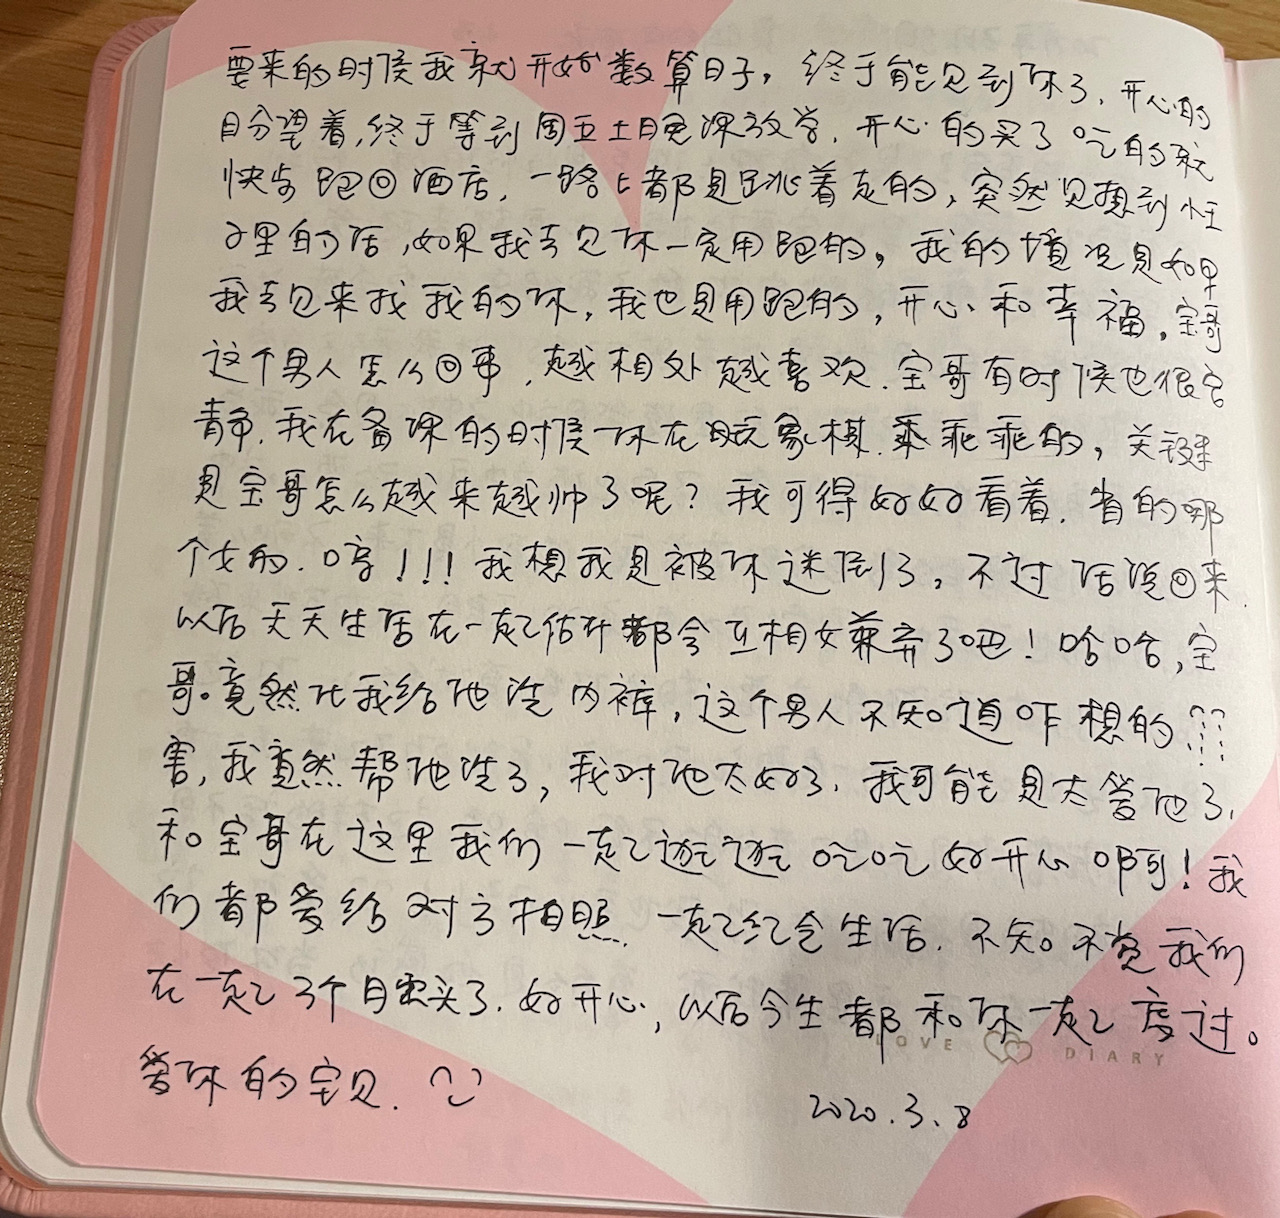 要来的时候我就开始数算日子，终于能见到你了，开心的
目分望着，终于等到周五土日晚课放学，开心的买了吃的就
快步跑回酒店，一路上都是跳着走的，突然见想到
里的话，如果我去见你一定用跑的，我的境况是如果
我去见来找我的你，我也是用跑的，开心和幸福，宝哥
这个男人怎么回事，越相处越喜欢，宝哥有时候也很安
静，我在备课的时候你在玩象棋，乖乖乖的，关键
是宝哥怎么越来越帅了呢？我可得好好看着，省的哪
个女的，哼！！！我想我是被你迷倒了，不过话说回来，
以后天天生活在一起估计都会互相嫌弃了吧！哈哈，宝
哥竟然比我给他洗内裤，这个男人不知道咋想的？？？
害，我竟然帮他洗了，我对他太好了，我可能是太爱他了，
和宝哥在这里我们一起逛逛吃吃好开心啊！我
们都爱给对方拍照，一起纪念生活，不知不觉我们
在一起3个月零头了，好开心，以后今生都和你一起度过。
爱你的宝贝.
2020.3.8
LOVE DIARY